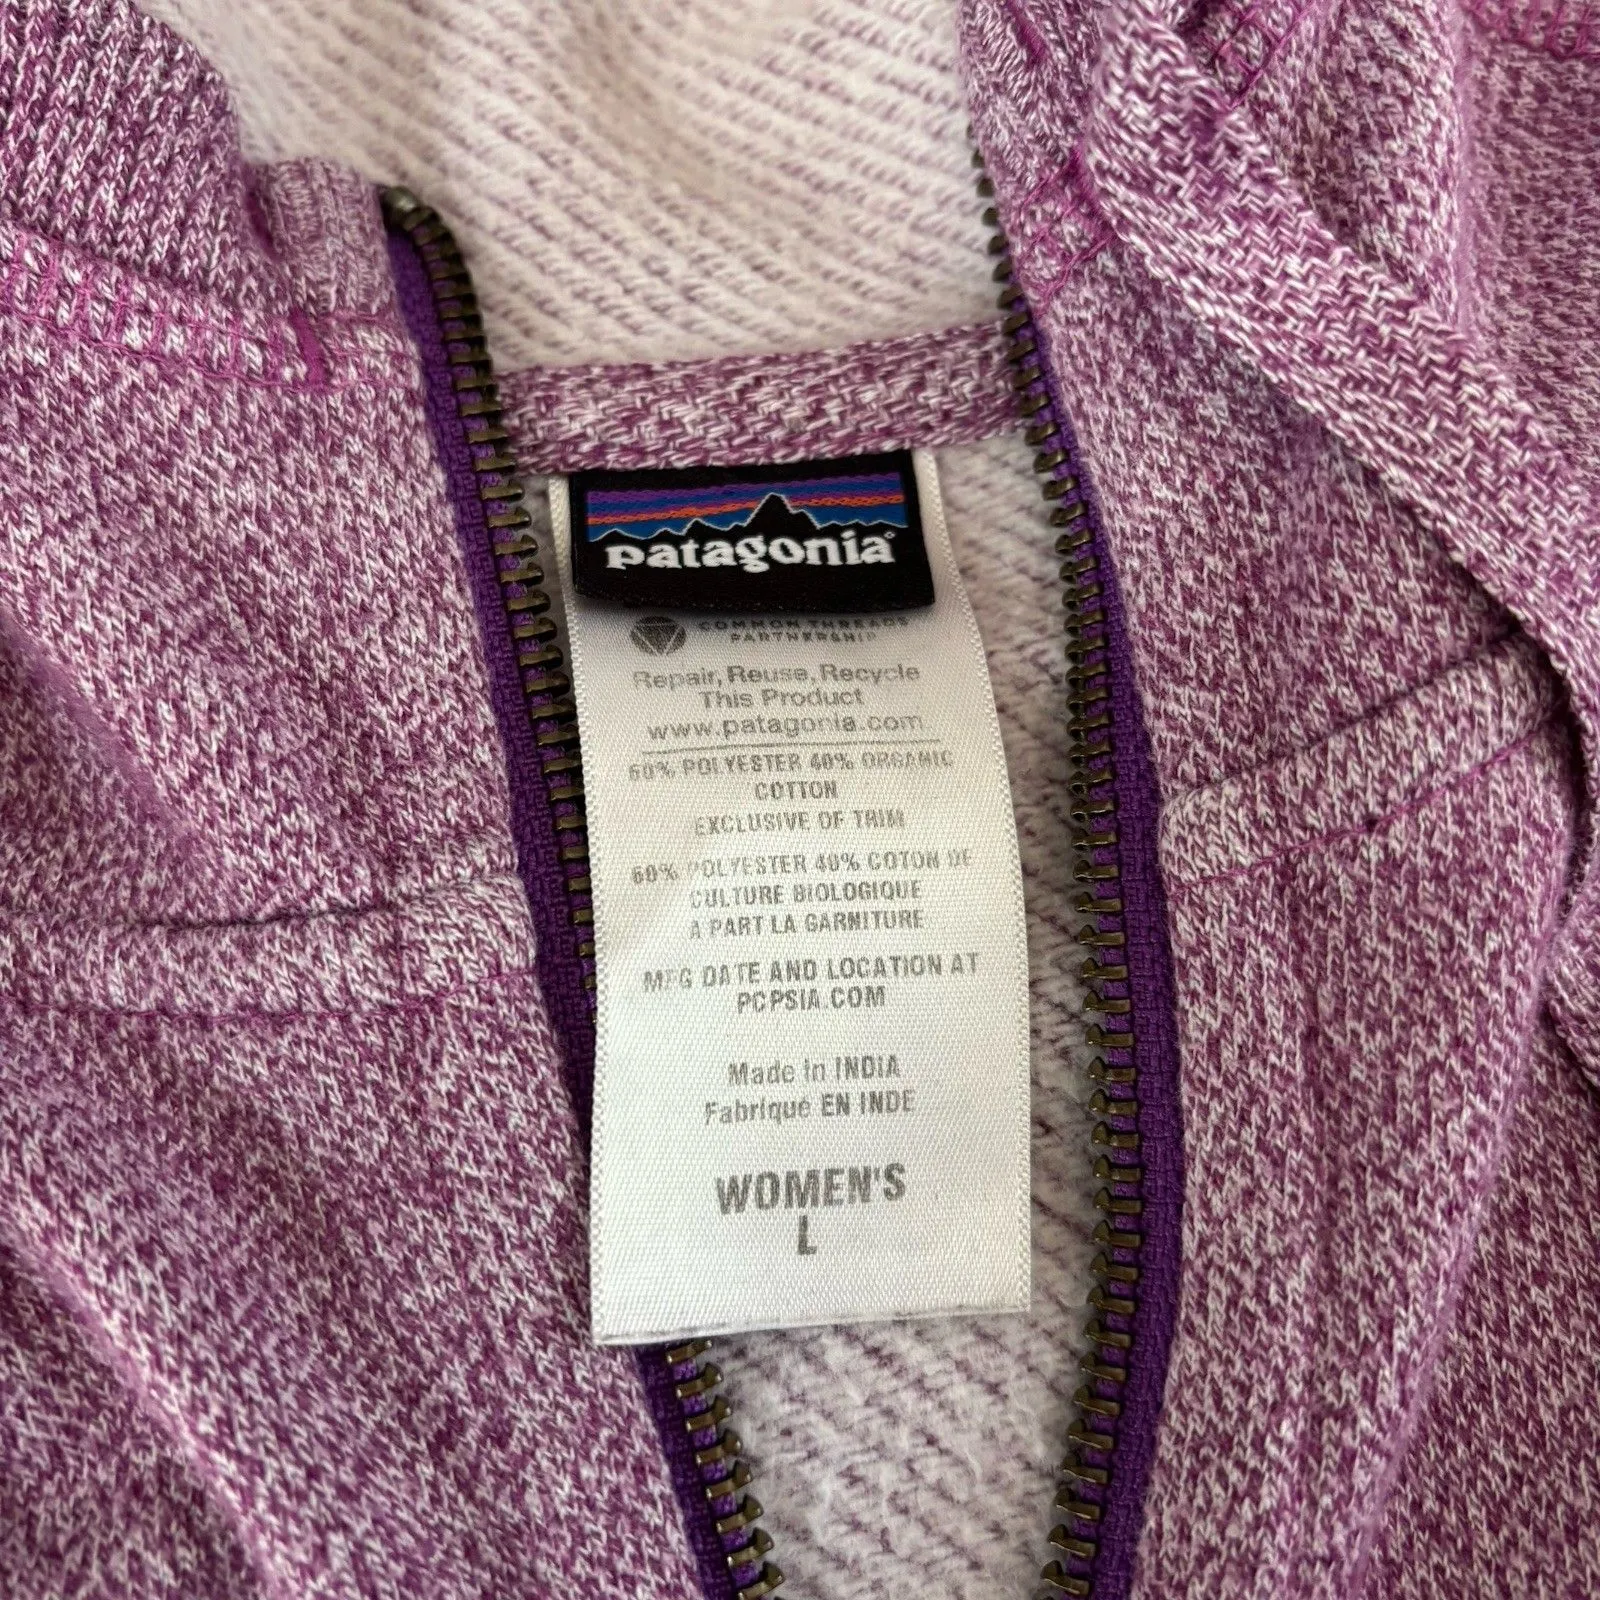 patagonia®
COMMON THREADS
PARTNERSHIP
Repair, Reuse, Recycle
This Product
www.patagonia.com
60% POLYESTER 40% ORGANIC
COTTON
EXCLUSIVE OF TRIM
60% POLYESTER 40% COTON DE
CULTURE BIOLOGIQUE
A PART LA GARNITURE
MFG DATE AND LOCATION AT
PCPSIA.COM
Made in INDIA
Fabriqué EN INDE
WOMEN'S
L